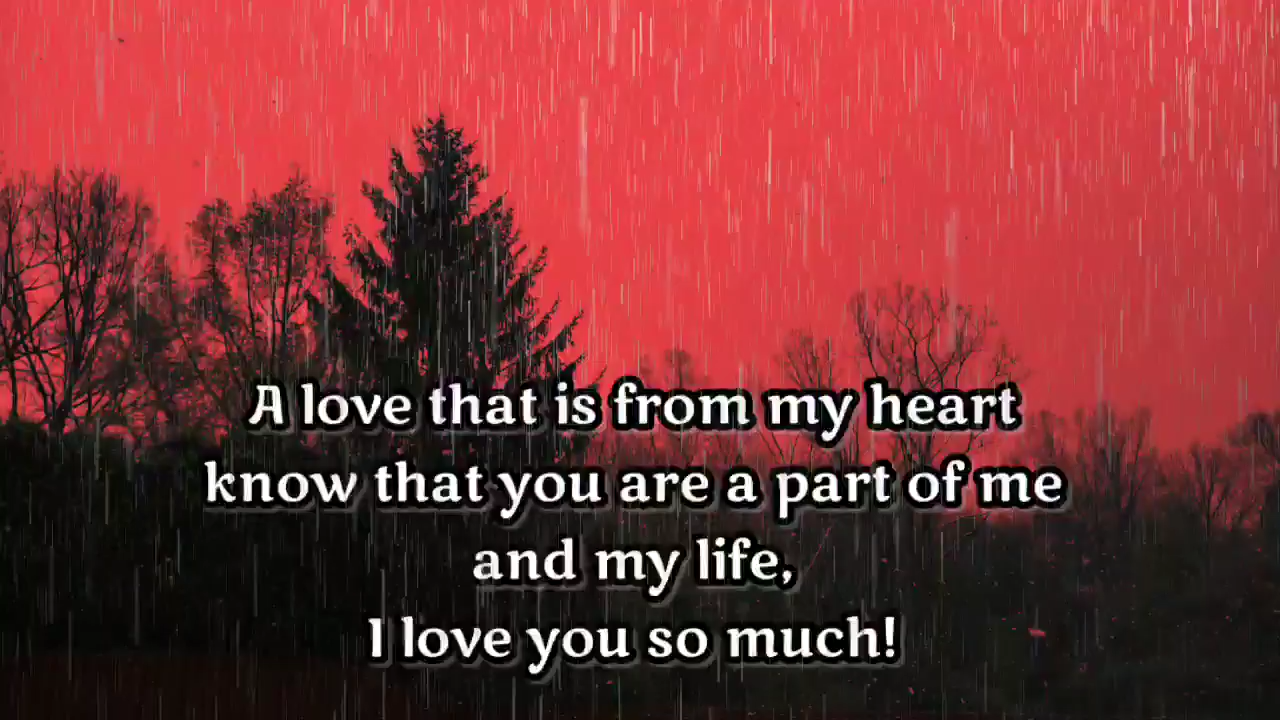 A love that is from my heart
know that you are a part of me
and my life,
I love you so much!